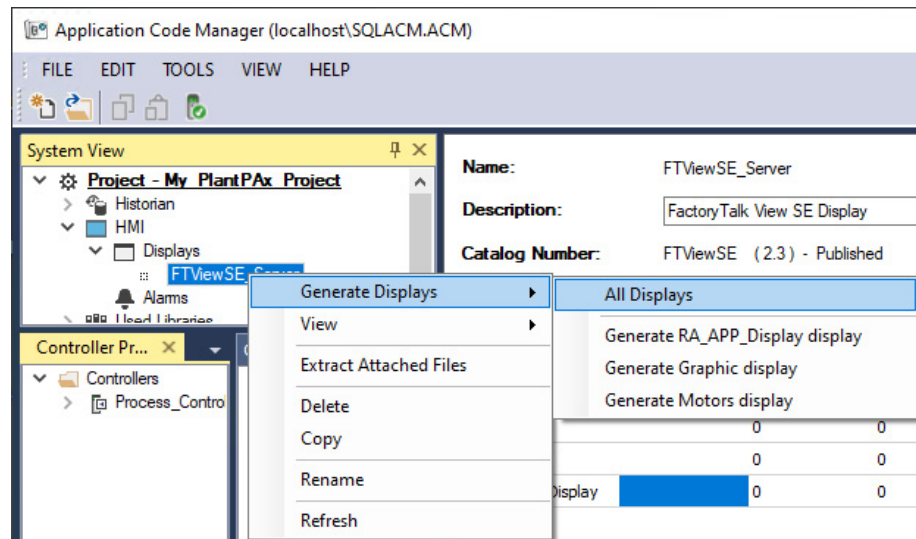 Application Code Manager (localhost\SQLACM.ACM)
FILE EDIT TOOLS VIEW HELP
System View
Project - My_PlantPAx_Project
Historian
HMI
Displays
FTViewSE_Server
Alarms
Used Libraries
Controller Pr...
Controllers
Process_Contro
Name: FTViewSE_Server
Description: FactoryTalk View SE Display
Catalog Number: FTViewSE (2.3) - Published
Generate Displays
View
Extract Attached Files
Delete
Copy
Rename
Refresh
All Displays
Generate RA_APP_Display display
Generate Graphic display
Generate Motors display
0 0
0 0
Display 0 0